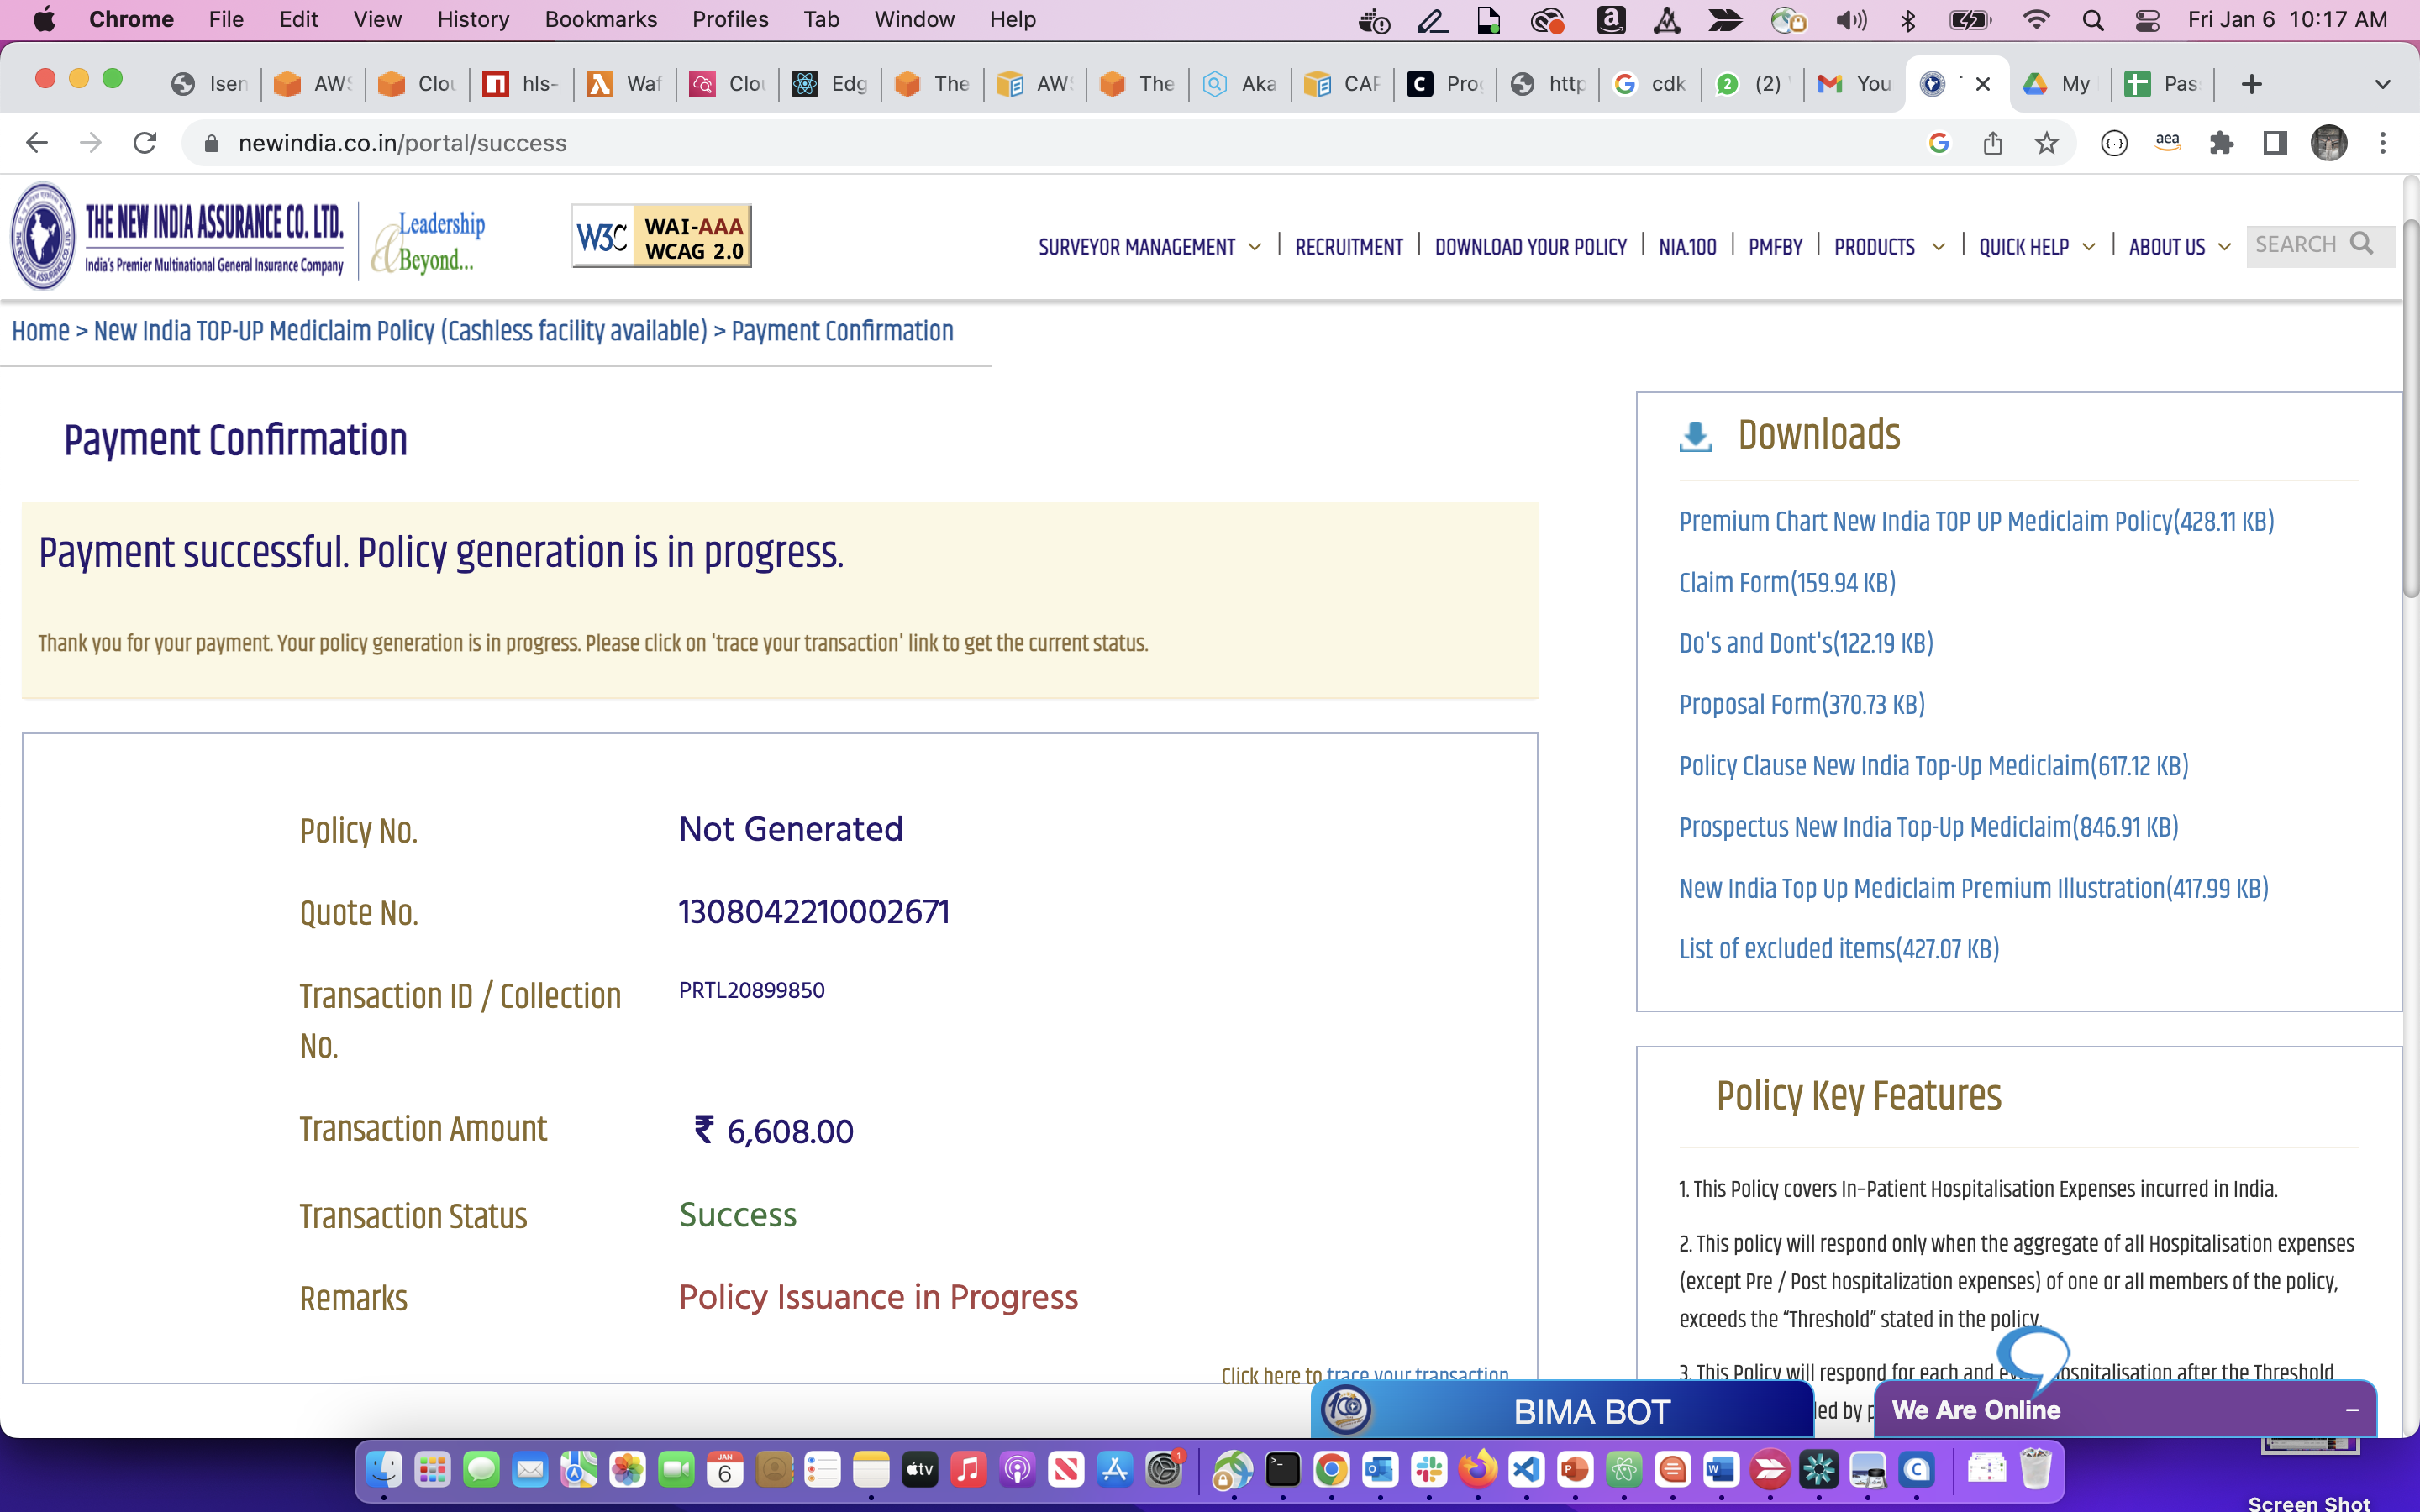 Chrome File Edit View History Bookmarks Profiles Tab Window Help Fri Jan 6 10:17 AM
Isen AWS Clou hls- Waf Clou Edg The AWS The Aka CAP Prog http cdk 2 (2) You My Pas
newindia.co.in/portal/success aea
THE NEW INDIA ASSURANCE CO. LTD.
India's Premier Multinational General Insurance Company
Leadership
& Beyond...
W3C WAI-AAA
WCAG 2.0
SURVEYOR MANAGEMENT RECRUITMENT DOWNLOAD YOUR POLICY NIA.100 PMFBY PRODUCTS QUICK HELP ABOUT US SEARCH
Home > New India TOP-UP Mediclaim Policy (Cashless facility available) > Payment Confirmation
Payment Confirmation
Payment successful. Policy generation is in progress.
Thank you for your payment. Your policy generation is in progress. Please click on 'trace your transaction' link to get the current status.
Policy No. Not Generated
Quote No. 1308042210002671
Transaction ID / Collection PRTL20899850
No.
Transaction Amount ₹ 6,608.00
Transaction Status Success
Remarks Policy Issuance in Progress
Click here to trace your transaction
Downloads
Premium Chart New India TOP UP Mediclaim Policy(428.11 KB)
Claim Form(159.94 KB)
Do's and Dont's(122.19 KB)
Proposal Form(370.73 KB)
Policy Clause New India Top-Up Mediclaim(617.12 KB)
Prospectus New India Top-Up Mediclaim(846.91 KB)
New India Top Up Mediclaim Premium Illustration(417.99 KB)
List of excluded items(427.07 KB)
Policy Key Features
1. This Policy covers In–Patient Hospitalisation Expenses incurred in India.
2. This policy will respond only when the aggregate of all Hospitalisation expenses
(except Pre / Post hospitalization expenses) of one or all members of the policy,
exceeds the “Threshold” stated in the policy.
3. This Policy will respond for each and ospitalisation after the Threshold
led by p
100 BIMA BOT
We Are Online
JAN
6
tv
1
Screen Shot